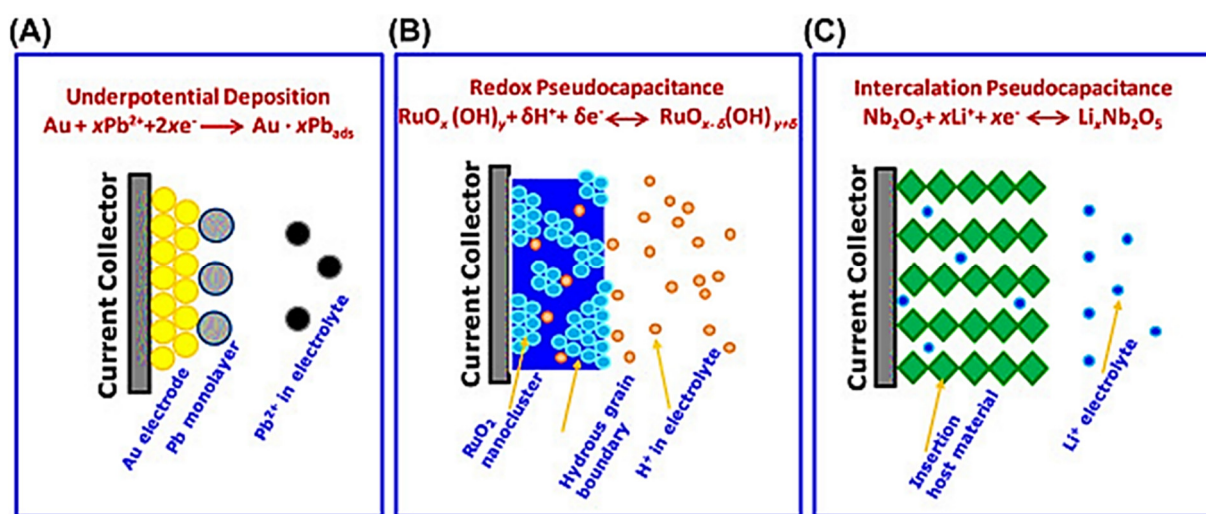 (A)
Underpotential Deposition
Au + xPb²⁺+2xe⁻ → Au · xPb_ads
Current Collector
Au electrode
Pb monolayer
Pb²⁺ in electrolyte
(B)
Redox Pseudocapacitance
RuOₓ(OH)ᵧ+ δH⁺+ δe⁻ ↔ RuOₓ₋δ(OH)ᵧ₊δ
Current Collector
RuO₂
nanocluster
Hydrous grain
boundary
H⁺ in electrolyte
(C)
Intercalation Pseudocapacitance
Nb₂O₅+ xLi⁺+ xe⁻ ↔ LiₓNb₂O₅
Current Collector
Insertion
host material
Li⁺ electrolyte